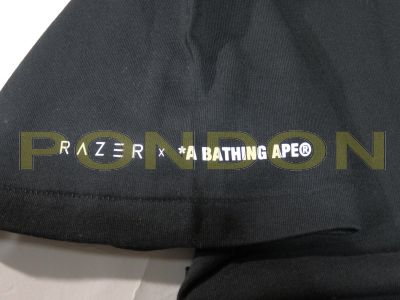 RAZER x *A BATHING APE®
PONDON